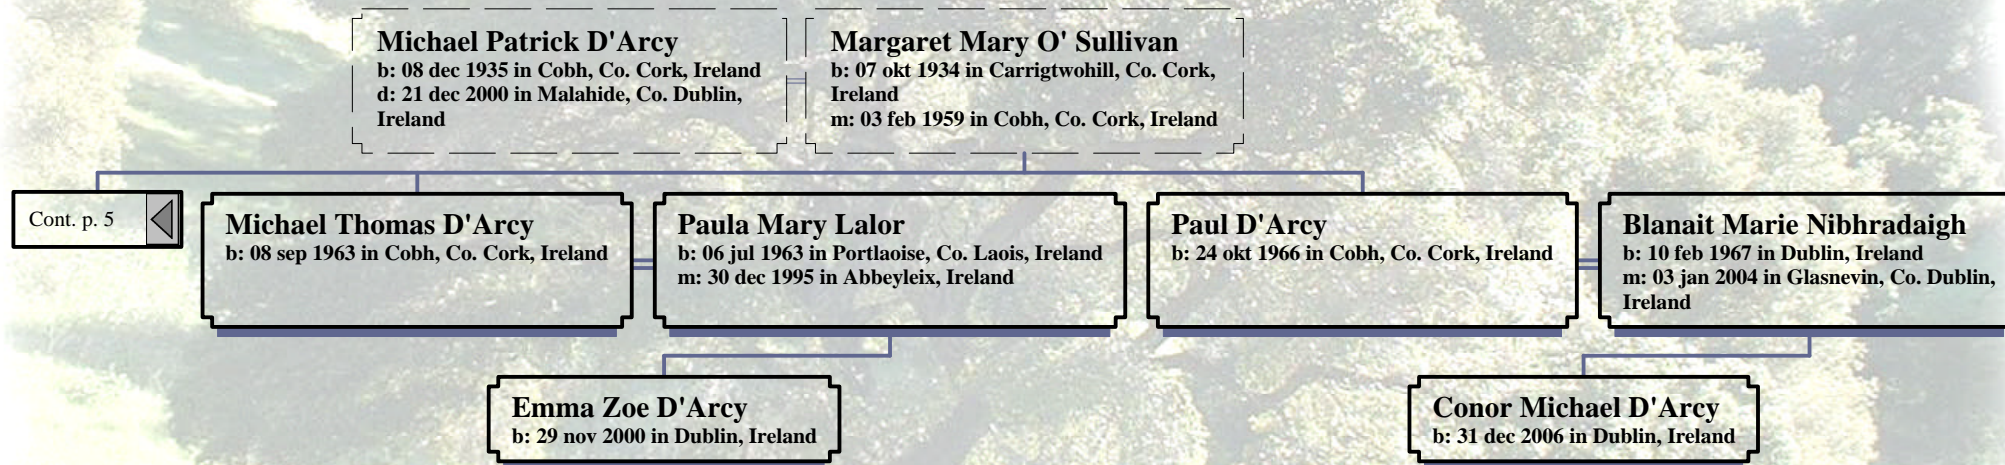 Michael Patrick D'Arcy
b: 08 dec 1935 in Cobh, Co. Cork, Ireland
d: 21 dec 2000 in Malahide, Co. Dublin,
Ireland
Margaret Mary O' Sullivan
b: 07 okt 1934 in Carrigtwohill, Co. Cork,
Ireland
m: 03 feb 1959 in Cobh, Co. Cork, Ireland
Cont. p. 5
Michael Thomas D'Arcy
b: 08 sep 1963 in Cobh, Co. Cork, Ireland
Paula Mary Lalor
b: 06 jul 1963 in Portlaoise, Co. Laois, Ireland
m: 30 dec 1995 in Abbeyleix, Ireland
Paul D'Arcy
b: 24 okt 1966 in Cobh, Co. Cork, Ireland
Blanait Marie Nibhradaigh
b: 10 feb 1967 in Dublin, Ireland
m: 03 jan 2004 in Glasnevin, Co. Dublin,
Ireland
Emma Zoe D'Arcy
b: 29 nov 2000 in Dublin, Ireland
Conor Michael D'Arcy
b: 31 dec 2006 in Dublin, Ireland